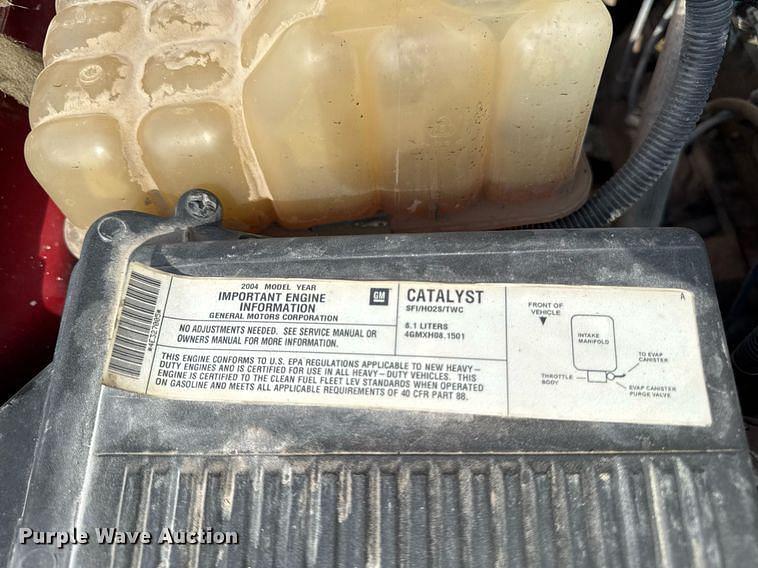 2004 MODEL YEAR
IMPORTANT ENGINE
INFORMATION
GENERAL MOTORS CORPORATION
GM
CATALYST
SFI/HO2S/TWC
8.1 LITERS
4GMXH08.1501
NO ADJUSTMENTS NEEDED. SEE SERVICE MANUAL OR
OWNERS MANUAL FOR MORE INFORMATION.
THIS ENGINE CONFORMS TO U.S. EPA REGULATIONS APPLICABLE TO NEW HEAVY-
DUTY ENGINES AND IS CERTIFIED FOR USE IN ALL HEAVY-DUTY VEHICLES. THIS
ENGINE IS CERTIFIED TO THE CLEAN FUEL FLEET LEV STANDARDS WHEN OPERATED
ON GASOLINE AND MEETS ALL APPLICABLE REQUIREMENTS OF 40 CFR PART 88.
A
FRONT OF
VEHICLE
INTAKE
MANIFOLD
TO EVAP
CANISTER
THROTTLE
BODY
EVAP CANISTER
PURGE VALVE
Purple Wave Auction